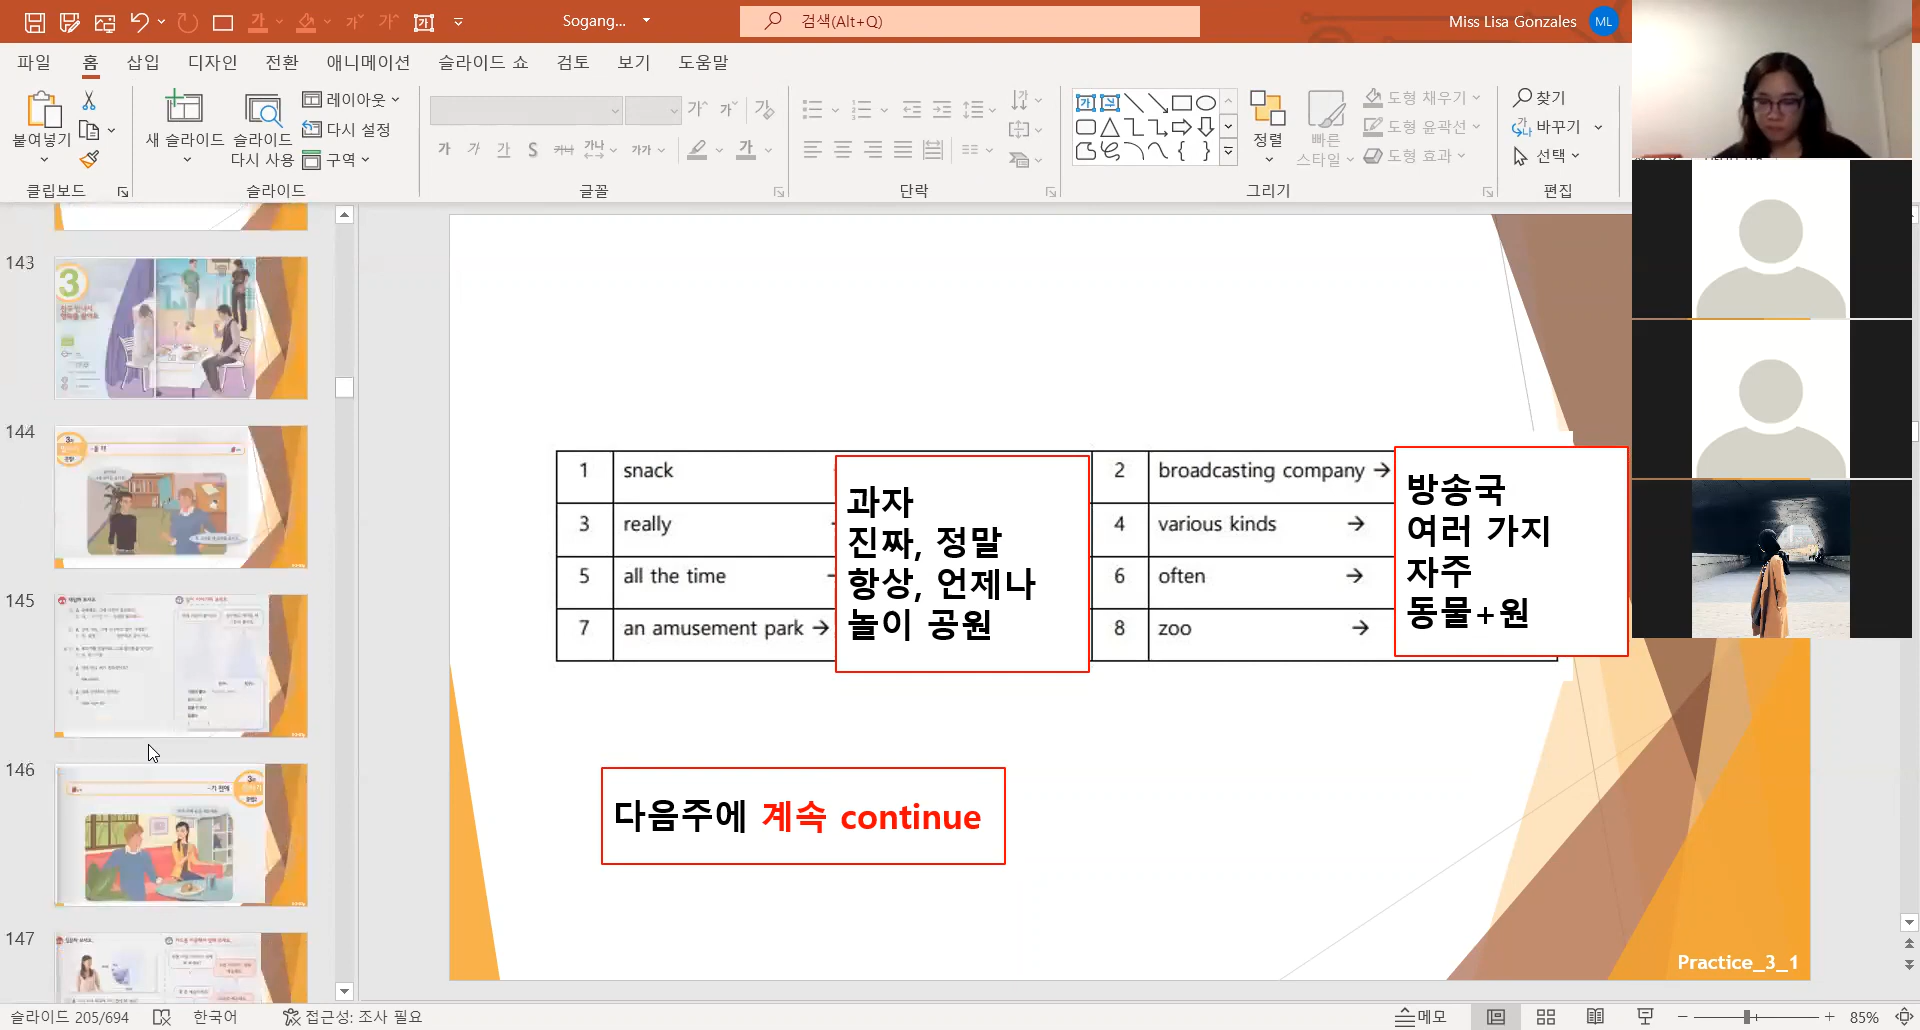 Sogang...
검색(Alt+Q)
Miss Lisa Gonzales
ML
파일 홈 삽입 디자인 전환 애니메이션 슬라이드 쇼 검토 보기 도움말
붙여넣기
클립보드
새 슬라이드
슬라이드 다시 사용
레이아웃
다시 설정
구역
슬라이드
글꼴
단락
정렬
빠른 스타일
도형 채우기
도형 윤곽선
도형 효과
그리기
찾기
바꾸기
선택
편집
143
3
144
145
146
147
1 snack
2 broadcasting company →
3 really
4 various kinds →
5 all the time
6 often →
7 an amusement park →
8 zoo →
과자
진짜, 정말
항상, 언제나
놀이 공원
방송국
여러 가지
자주
동물+원
다음주에 계속 continue
Practice_3_1
슬라이드 205/694
한국어
접근성: 조사 필요
메모
85%